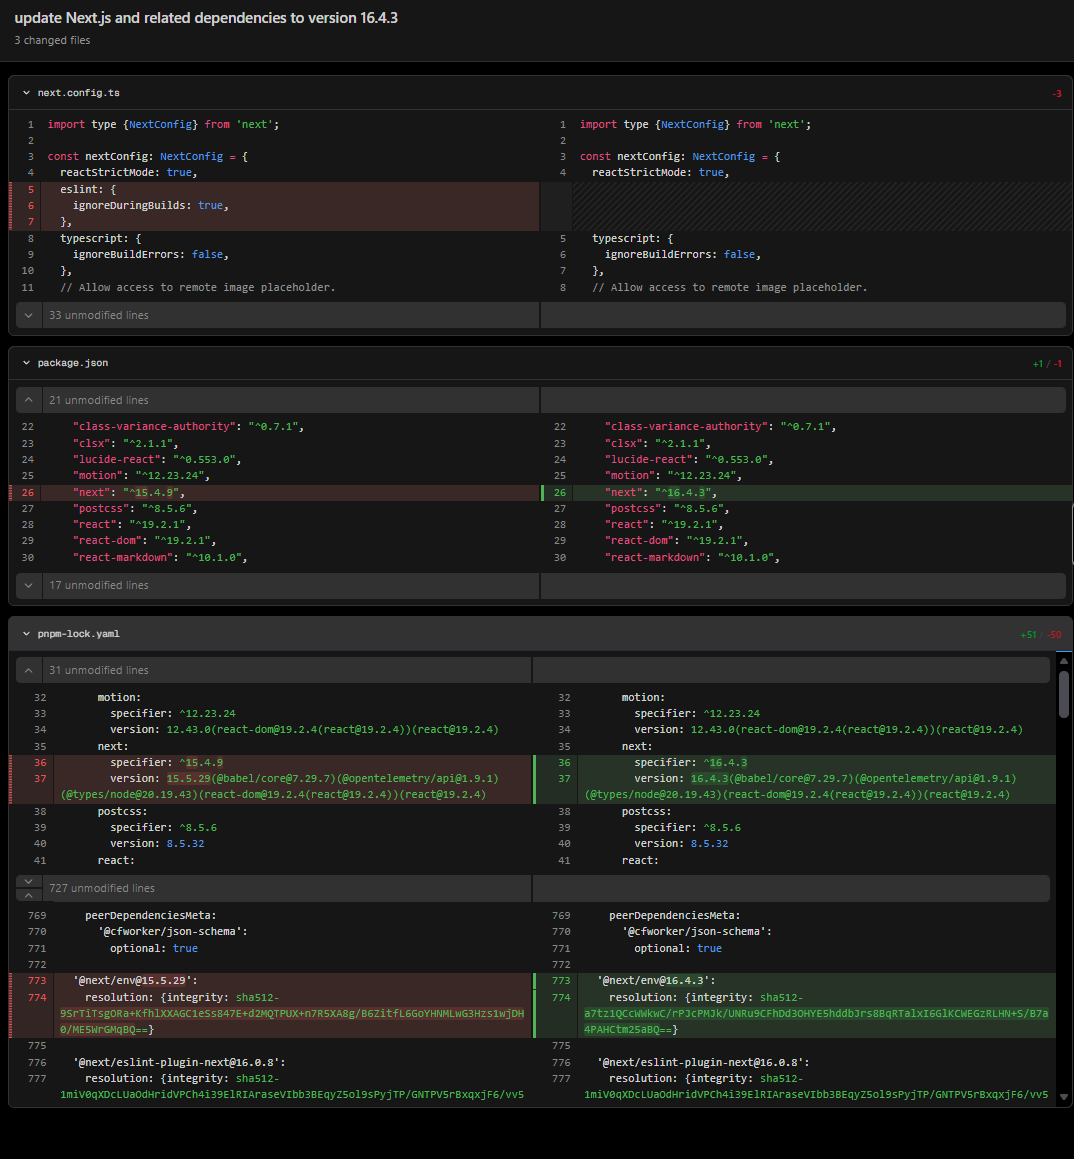 update Next.js and related dependencies to version 16.4.3
3 changed files
next.config.ts
-3
1 import type {NextConfig} from 'next';
2
3 const nextConfig: NextConfig = {
4 reactStrictMode: true,
5 eslint: {
6 ignoreDuringBuilds: true,
7 },
8 typescript: {
9 ignoreBuildErrors: false,
10 },
11 // Allow access to remote image placeholder.
1 import type {NextConfig} from 'next';
2
3 const nextConfig: NextConfig = {
4 reactStrictMode: true,
5 typescript: {
6 ignoreBuildErrors: false,
7 },
8 // Allow access to remote image placeholder.
33 unmodified lines
package.json
+1 / -1
21 unmodified lines
22 "class-variance-authority": "^0.7.1",
23 "clsx": "^2.1.1",
24 "lucide-react": "^0.553.0",
25 "motion": "^12.23.24",
26 "next": "^15.4.9",
27 "postcss": "^8.5.6",
28 "react": "^19.2.1",
29 "react-dom": "^19.2.1",
30 "react-markdown": "^10.1.0",
22 "class-variance-authority": "^0.7.1",
23 "clsx": "^2.1.1",
24 "lucide-react": "^0.553.0",
25 "motion": "^12.23.24",
26 "next": "^16.4.3",
27 "postcss": "^8.5.6",
28 "react": "^19.2.1",
29 "react-dom": "^19.2.1",
30 "react-markdown": "^10.1.0",
17 unmodified lines
pnpm-lock.yaml
+51 / -50
31 unmodified lines
32 motion:
33 specifier: ^12.23.24
34 version: 12.43.0(react-dom@19.2.4(react@19.2.4))(react@19.2.4)
35 next:
36 specifier: ^15.4.9
37 version: 15.5.29(@babel/core@7.29.7)(@opentelemetry/api@1.9.1)
(@types/node@20.19.43)(react-dom@19.2.4(react@19.2.4))(react@19.2.4)
38 postcss:
39 specifier: ^8.5.6
40 version: 8.5.32
41 react:
32 motion:
33 specifier: ^12.23.24
34 version: 12.43.0(react-dom@19.2.4(react@19.2.4))(react@19.2.4)
35 next:
36 specifier: ^16.4.3
37 version: 16.4.3(@babel/core@7.29.7)(@opentelemetry/api@1.9.1)
(@types/node@20.19.43)(react-dom@19.2.4(react@19.2.4))(react@19.2.4)
38 postcss:
39 specifier: ^8.5.6
40 version: 8.5.32
41 react:
727 unmodified lines
769 peerDependenciesMeta:
770 '@cfworker/json-schema':
771 optional: true
772
773 '@next/env@15.5.29':
774 resolution: {integrity: sha512-
9SrTiTsgORa+KfhlXXAGC1eSs847E+d2MQTPUX+n7R5XA8g/B6ZitfL6GoYHNMLwG3Hzs1wjDH
0/ME5WrGMqBQ==}
775
776 '@next/eslint-plugin-next@16.0.8':
777 resolution: {integrity: sha512-
1miV0qXDcLUaOdHridVPCh4i39ElRIAraseVIbb3BEqyZ5ol9sPyjTP/GNTPV5rBxqxjF6/vv5
769 peerDependenciesMeta:
770 '@cfworker/json-schema':
771 optional: true
772
773 '@next/env@16.4.3':
774 resolution: {integrity: sha512-
a7tz1QCcWWkwC/rPJcPMJk/UNRu9CFhDd3OHYE5hddbJrs8BqRTalxI6GlKCWEGzRLHN+S/B7a
4PAHCtm25aBQ==}
775
776 '@next/eslint-plugin-next@16.0.8':
777 resolution: {integrity: sha512-
1miV0qXDcLUaOdHridVPCh4i39ElRIAraseVIbb3BEqyZ5ol9sPyjTP/GNTPV5rBxqxjF6/vv5